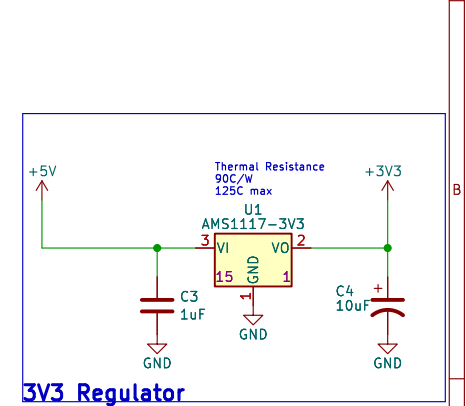 +5V
Thermal Resistance
90C/W
125C max
+3V3
B
U1
AMS1117-3V3
3
VI
VO
2
15
GND
1
1
C3
1uF
C4
+
10uF
GND
GND
GND
3V3 Regulator